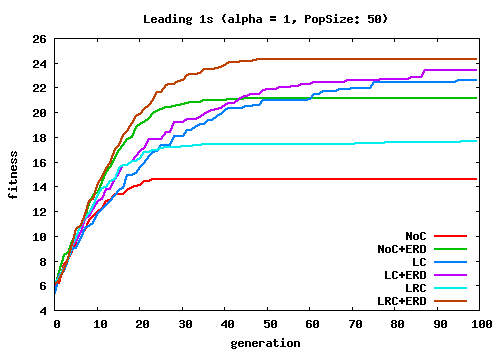 Leading 1s (alpha = 1, PopSize: 50)
26
24
22
20
18
16
14
12
10
8
6
4
fitness
NoC
NoC+ERD
LC
LC+ERD
LRC
LRC+ERD
0 10 20 30 40 50 60 70 80 90 100
generation